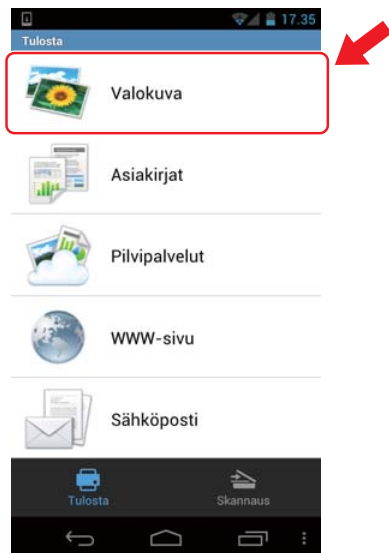 17.35
Tulosta
Valokuva
Asiakirjat
Pilvipalvelut
WWW-sivu
Sähköposti
Tulosta
Skannaus